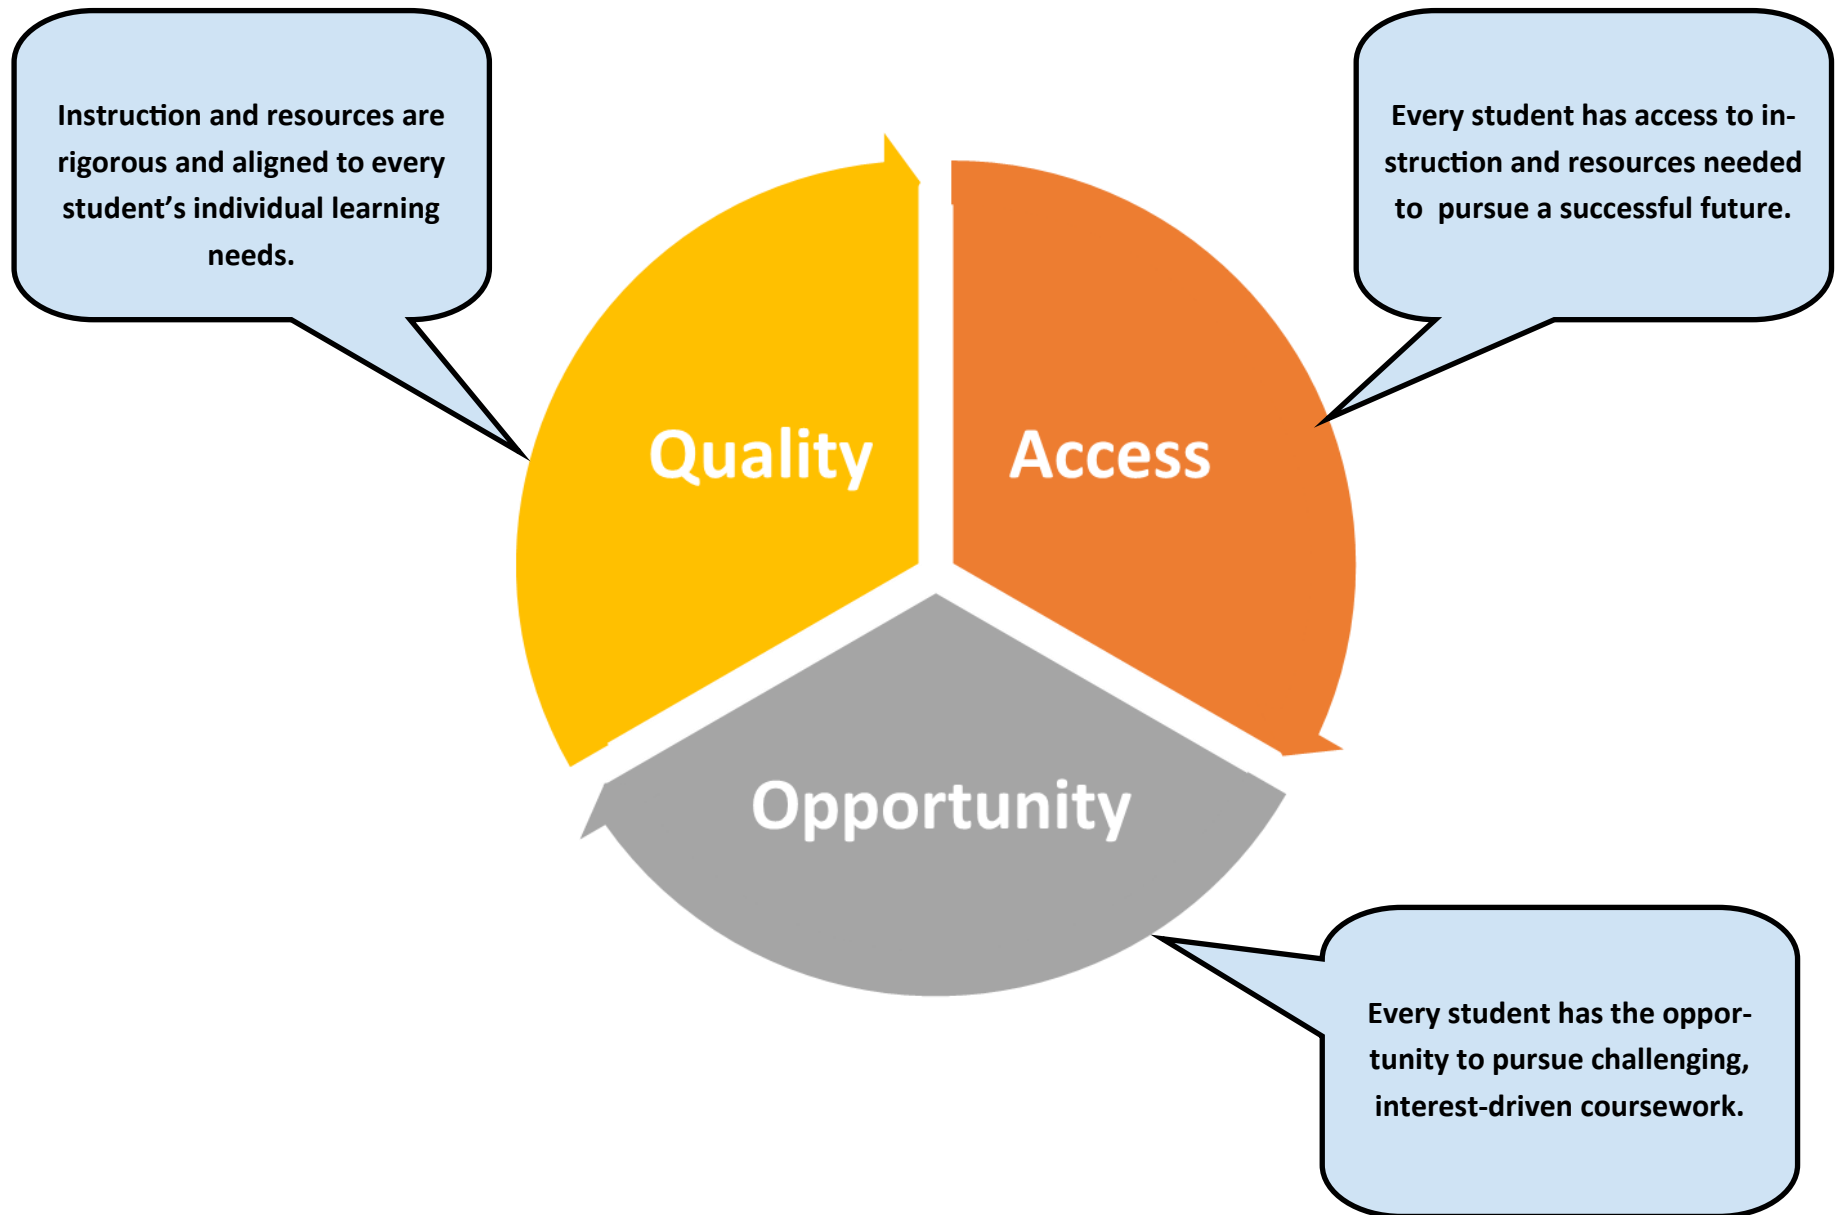 Instruction and resources are
rigorous and aligned to every
student’s individual learning
needs.
Every student has access to in-
struction and resources needed
to  pursue a successful future.
Quality
Access
Opportunity
Every student has the oppor-
tunity to pursue challenging,
interest-driven coursework.